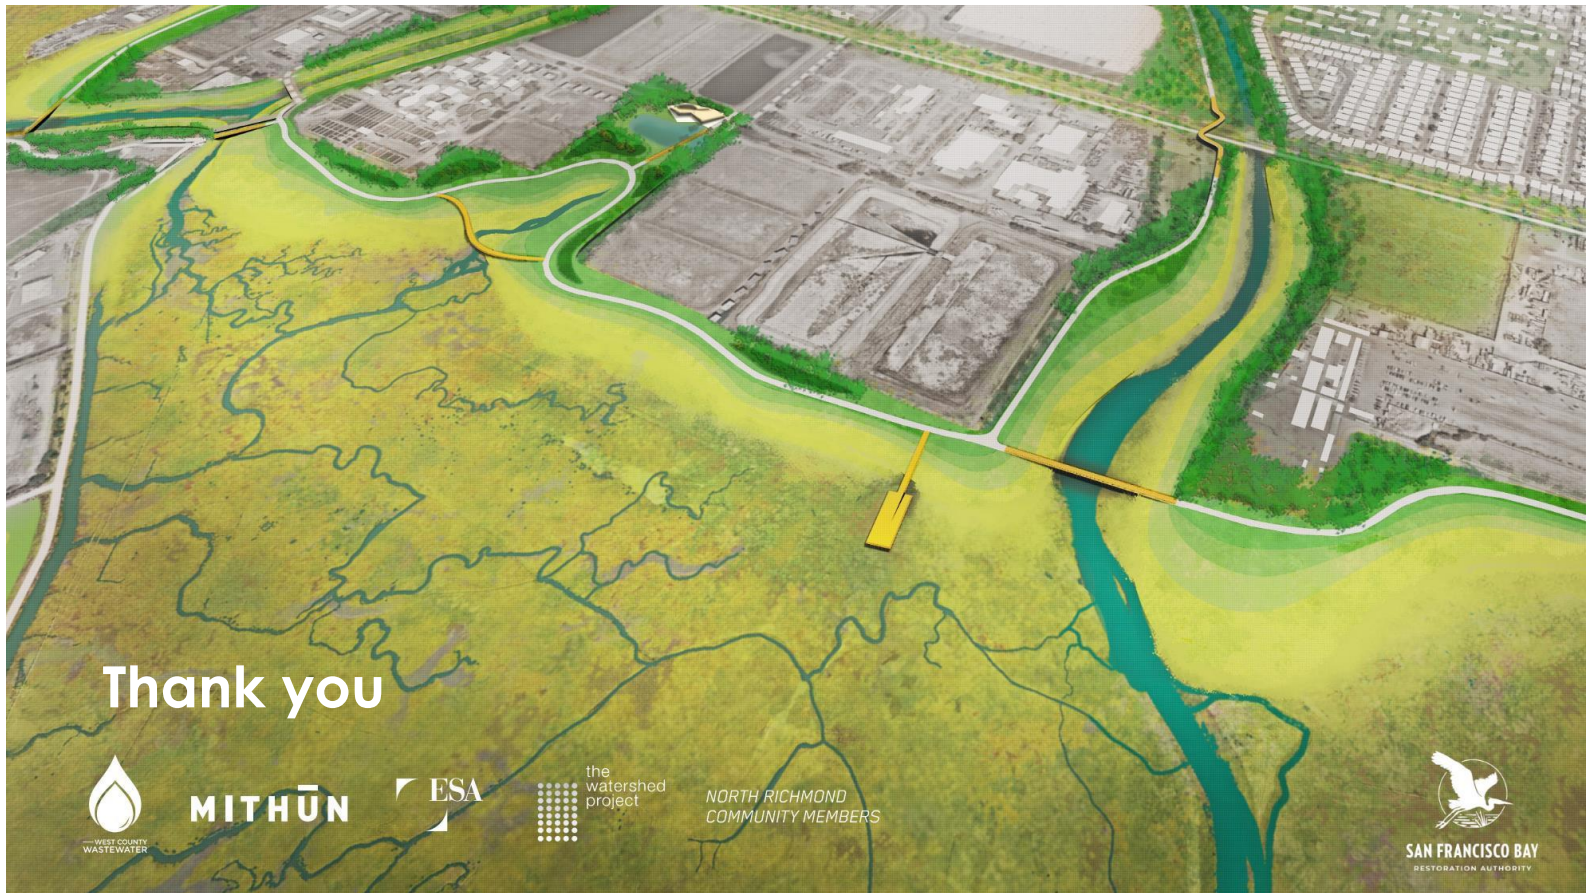 Thank you
WEST COUNTY
WASTEWATER
MITHŪN
ESA
the
watershed
project
NORTH RICHMOND
COMMUNITY MEMBERS
SAN FRANCISCO BAY
RESTORATION AUTHORITY